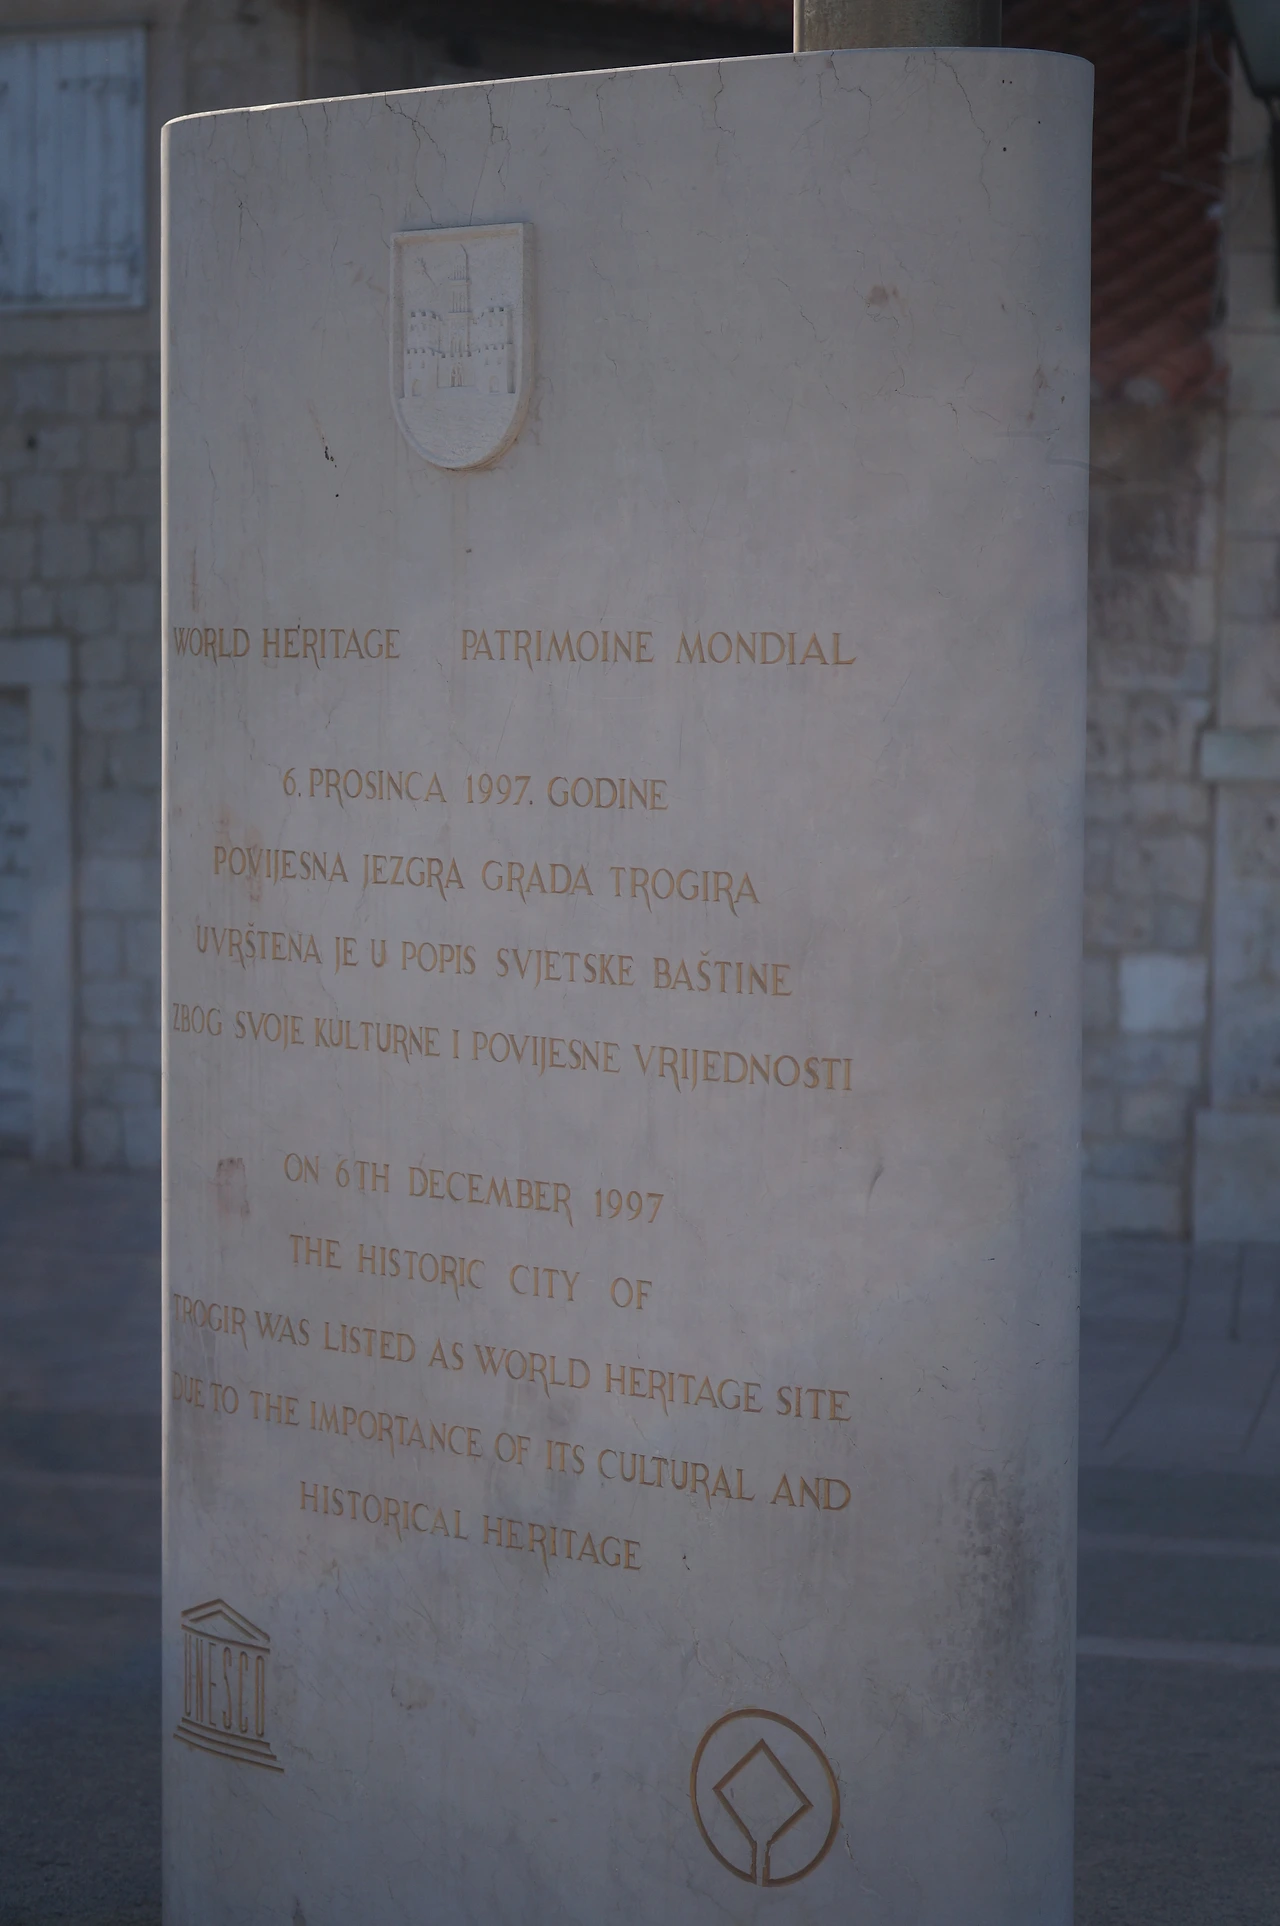 WORLD HERITAGE PATRIMOINE MONDIAL
6. PROSINCA 1997. GODINE
POVIJESNA JEZGRA GRADA TROGIRA
UVRŠTENA JE U POPIS SVJETSKE BAŠTINE
ZBOG SVOJE KULTURNE I POVIJESNE VRIJEDNOSTI
ON 6TH DECEMBER 1997
THE HISTORIC CITY OF
TROGIR WAS LISTED AS WORLD HERITAGE SITE
DUE TO THE IMPORTANCE OF ITS CULTURAL AND
HISTORICAL HERITAGE
UNESCO